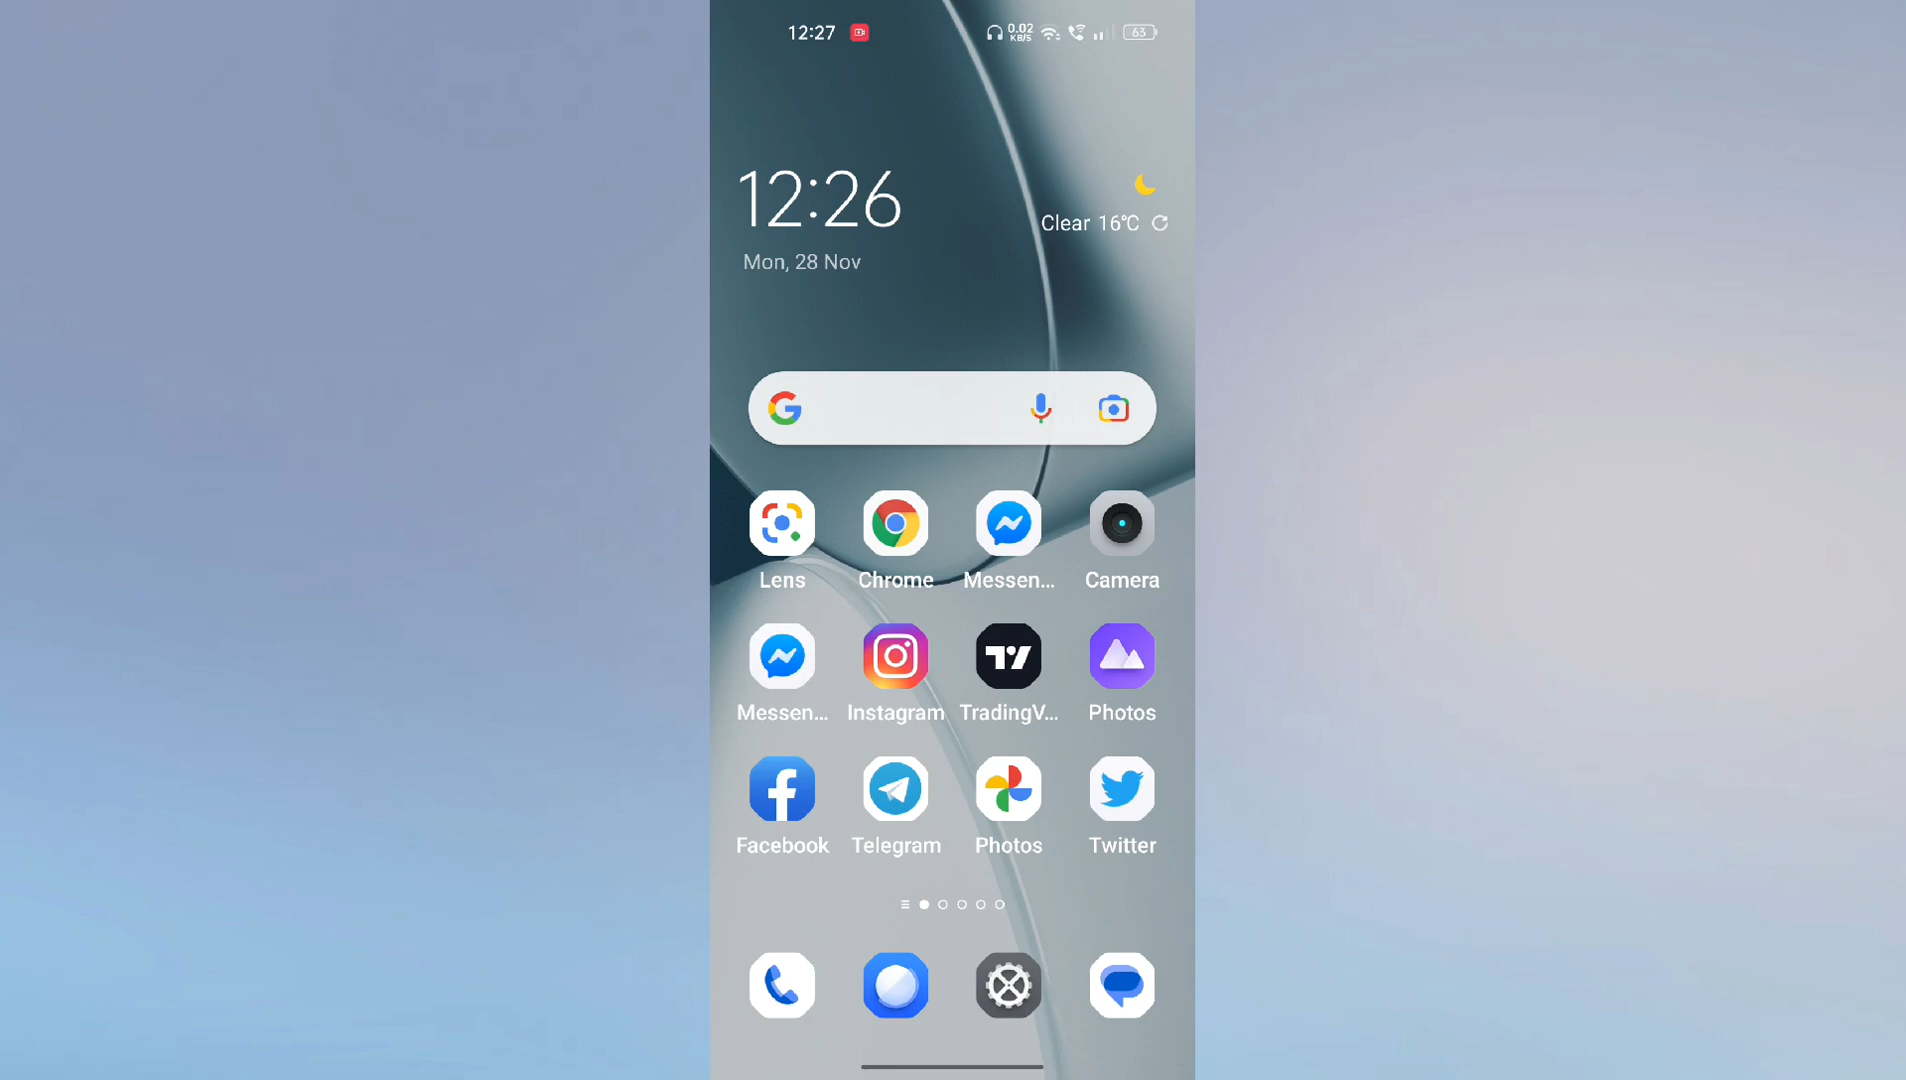 12:27 0.02 KB/S 63
12:26
Clear 16°C
Mon, 28 Nov
Lens Chrome Messen... Camera
Messen... Instagram TradingV... Photos
Facebook Telegram Photos Twitter